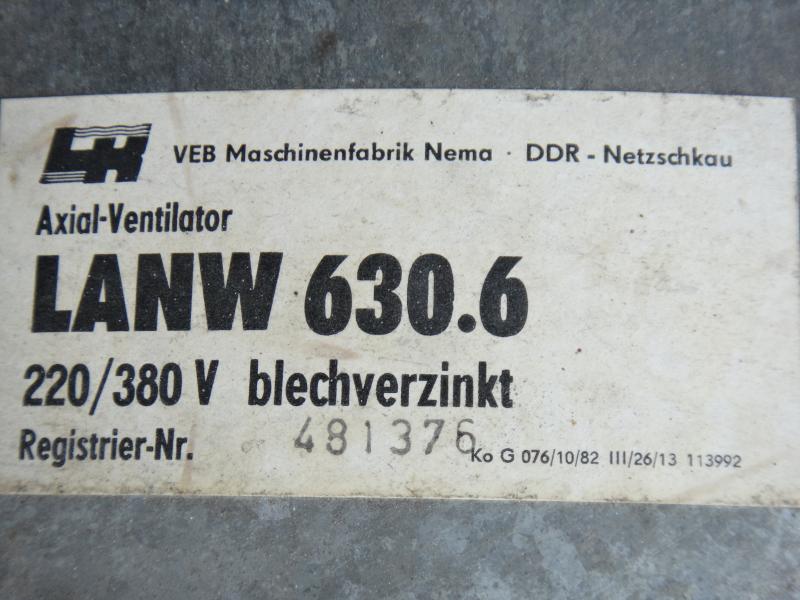 LK
VEB Maschinenfabrik Nema · DDR - Netzschkau
Axial-Ventilator
LANW 630.6
220/380 V blechverzinkt
Registrier-Nr. 481376
Ko G 076/10/82 III/26/13 113992